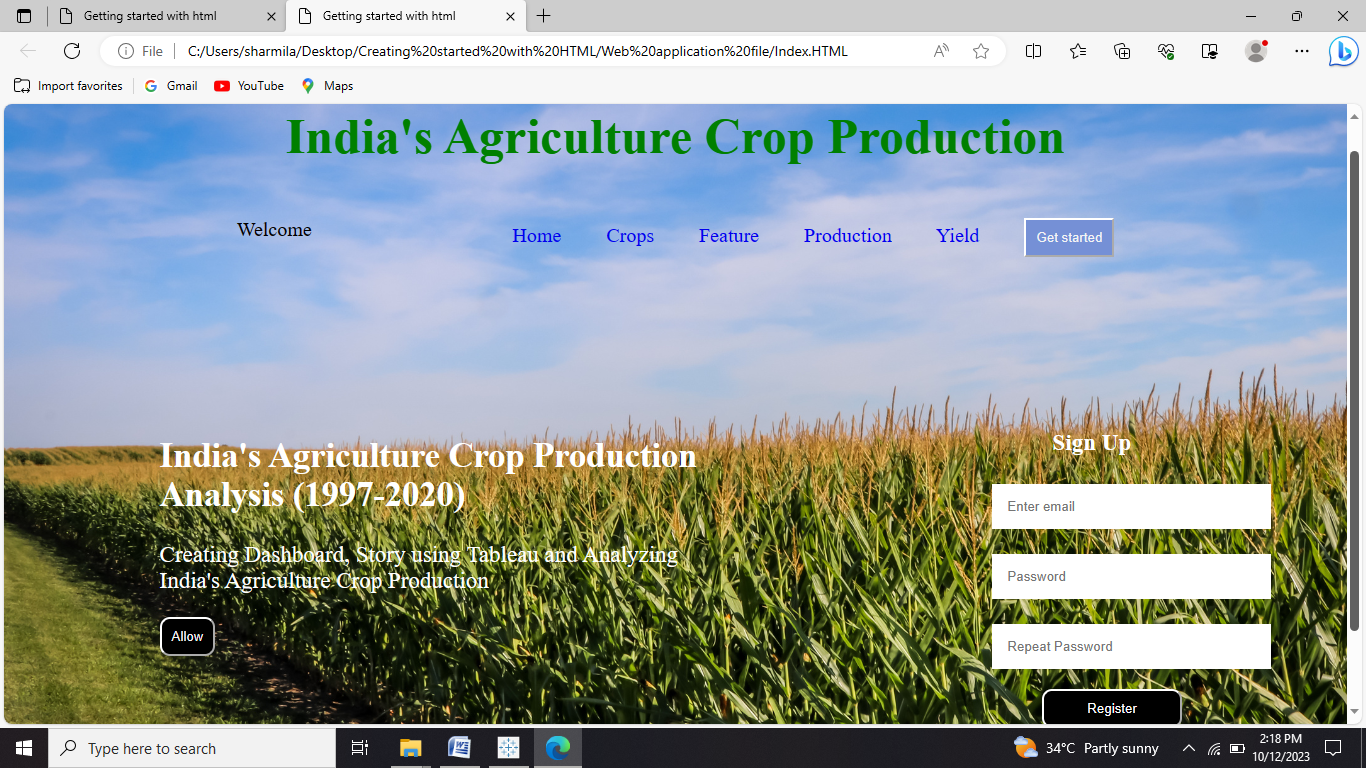 Getting started with html
Getting started with html
File
C:/Users/sharmila/Desktop/Creating%20started%20with%20HTML/Web%20application%20file/Index.HTML
Import favorites
Gmail
YouTube
Maps
India's Agriculture Crop Production
Welcome
Home
Crops
Feature
Production
Yield
Get started
India's Agriculture Crop Production
Analysis (1997-2020)
Creating Dashboard, Story using Tableau and Analyzing
India's Agriculture Crop Production
Allow
Sign Up
Enter email
Password
Repeat Password
Register
Type here to search
34°C Partly sunny
2:18 PM
10/12/2023